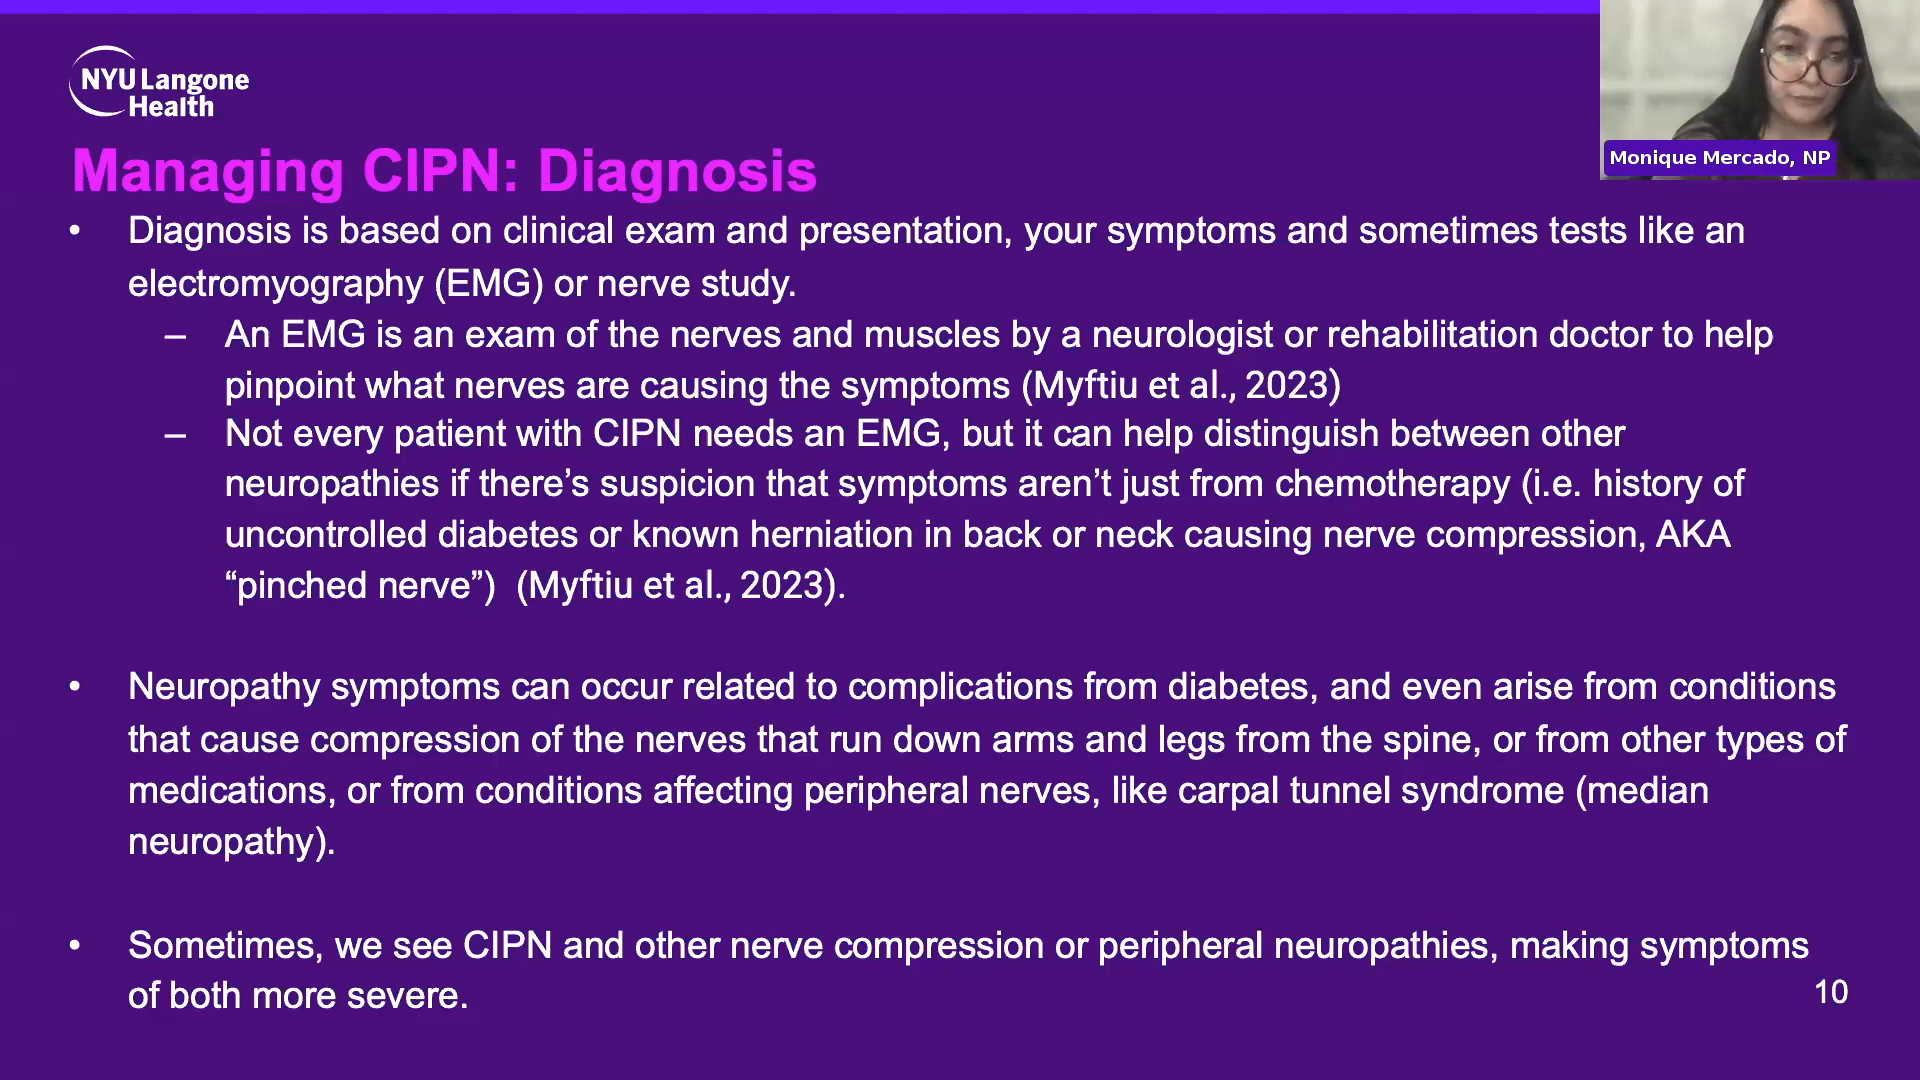 NYU Langone
Health
Monique Mercado, NP
Managing CIPN: Diagnosis
• Diagnosis is based on clinical exam and presentation, your symptoms and sometimes tests like an
electromyography (EMG) or nerve study.
– An EMG is an exam of the nerves and muscles by a neurologist or rehabilitation doctor to help
pinpoint what nerves are causing the symptoms (Myftiu et al., 2023)
– Not every patient with CIPN needs an EMG, but it can help distinguish between other
neuropathies if there’s suspicion that symptoms aren’t just from chemotherapy (i.e. history of
uncontrolled diabetes or known herniation in back or neck causing nerve compression, AKA
“pinched nerve”)  (Myftiu et al., 2023).
• Neuropathy symptoms can occur related to complications from diabetes, and even arise from conditions
that cause compression of the nerves that run down arms and legs from the spine, or from other types of
medications, or from conditions affecting peripheral nerves, like carpal tunnel syndrome (median
neuropathy).
• Sometimes, we see CIPN and other nerve compression or peripheral neuropathies, making symptoms
of both more severe.
10